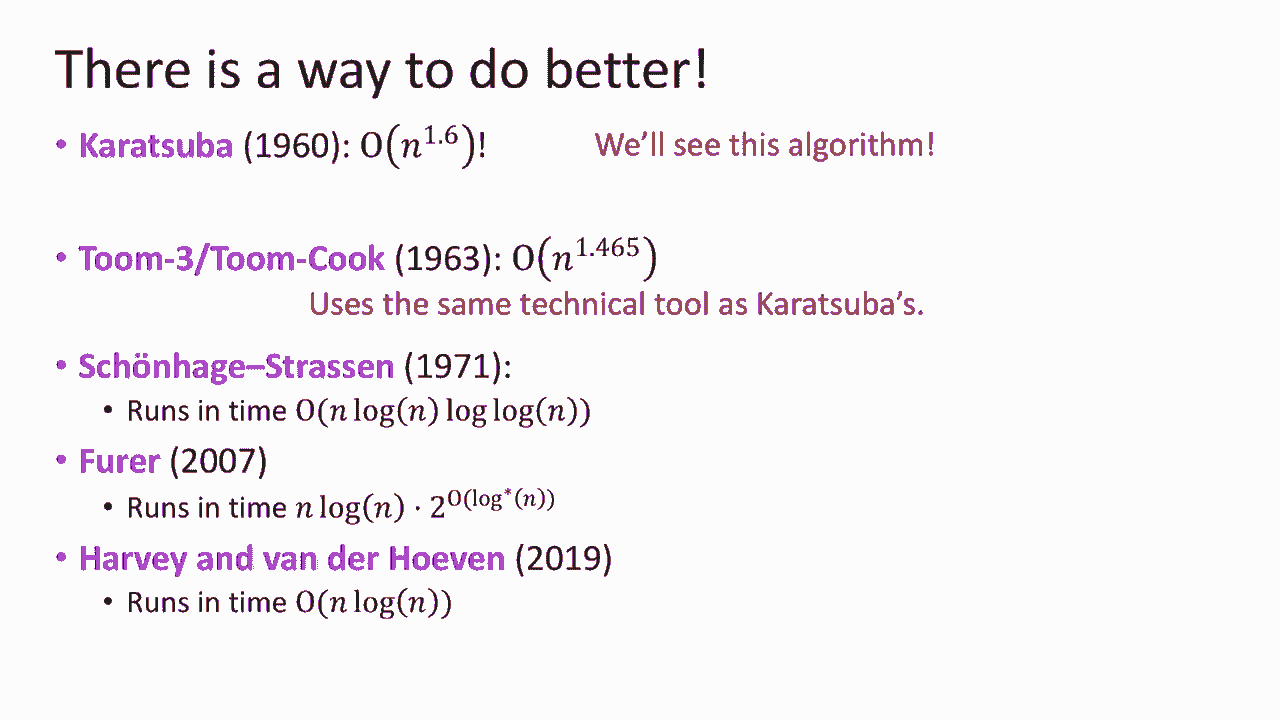 There is a way to do better!
• Karatsuba (1960): O(n^1.6)! We’ll see this algorithm!
• Toom-3/Toom-Cook (1963): O(n^1.465)
Uses the same technical tool as Karatsuba’s.
• Schönhage–Strassen (1971):
• Runs in time O(n log(n) log log(n))
• Furer (2007)
• Runs in time n log(n) · 2^O(log*(n))
• Harvey and van der Hoeven (2019)
• Runs in time O(n log(n))